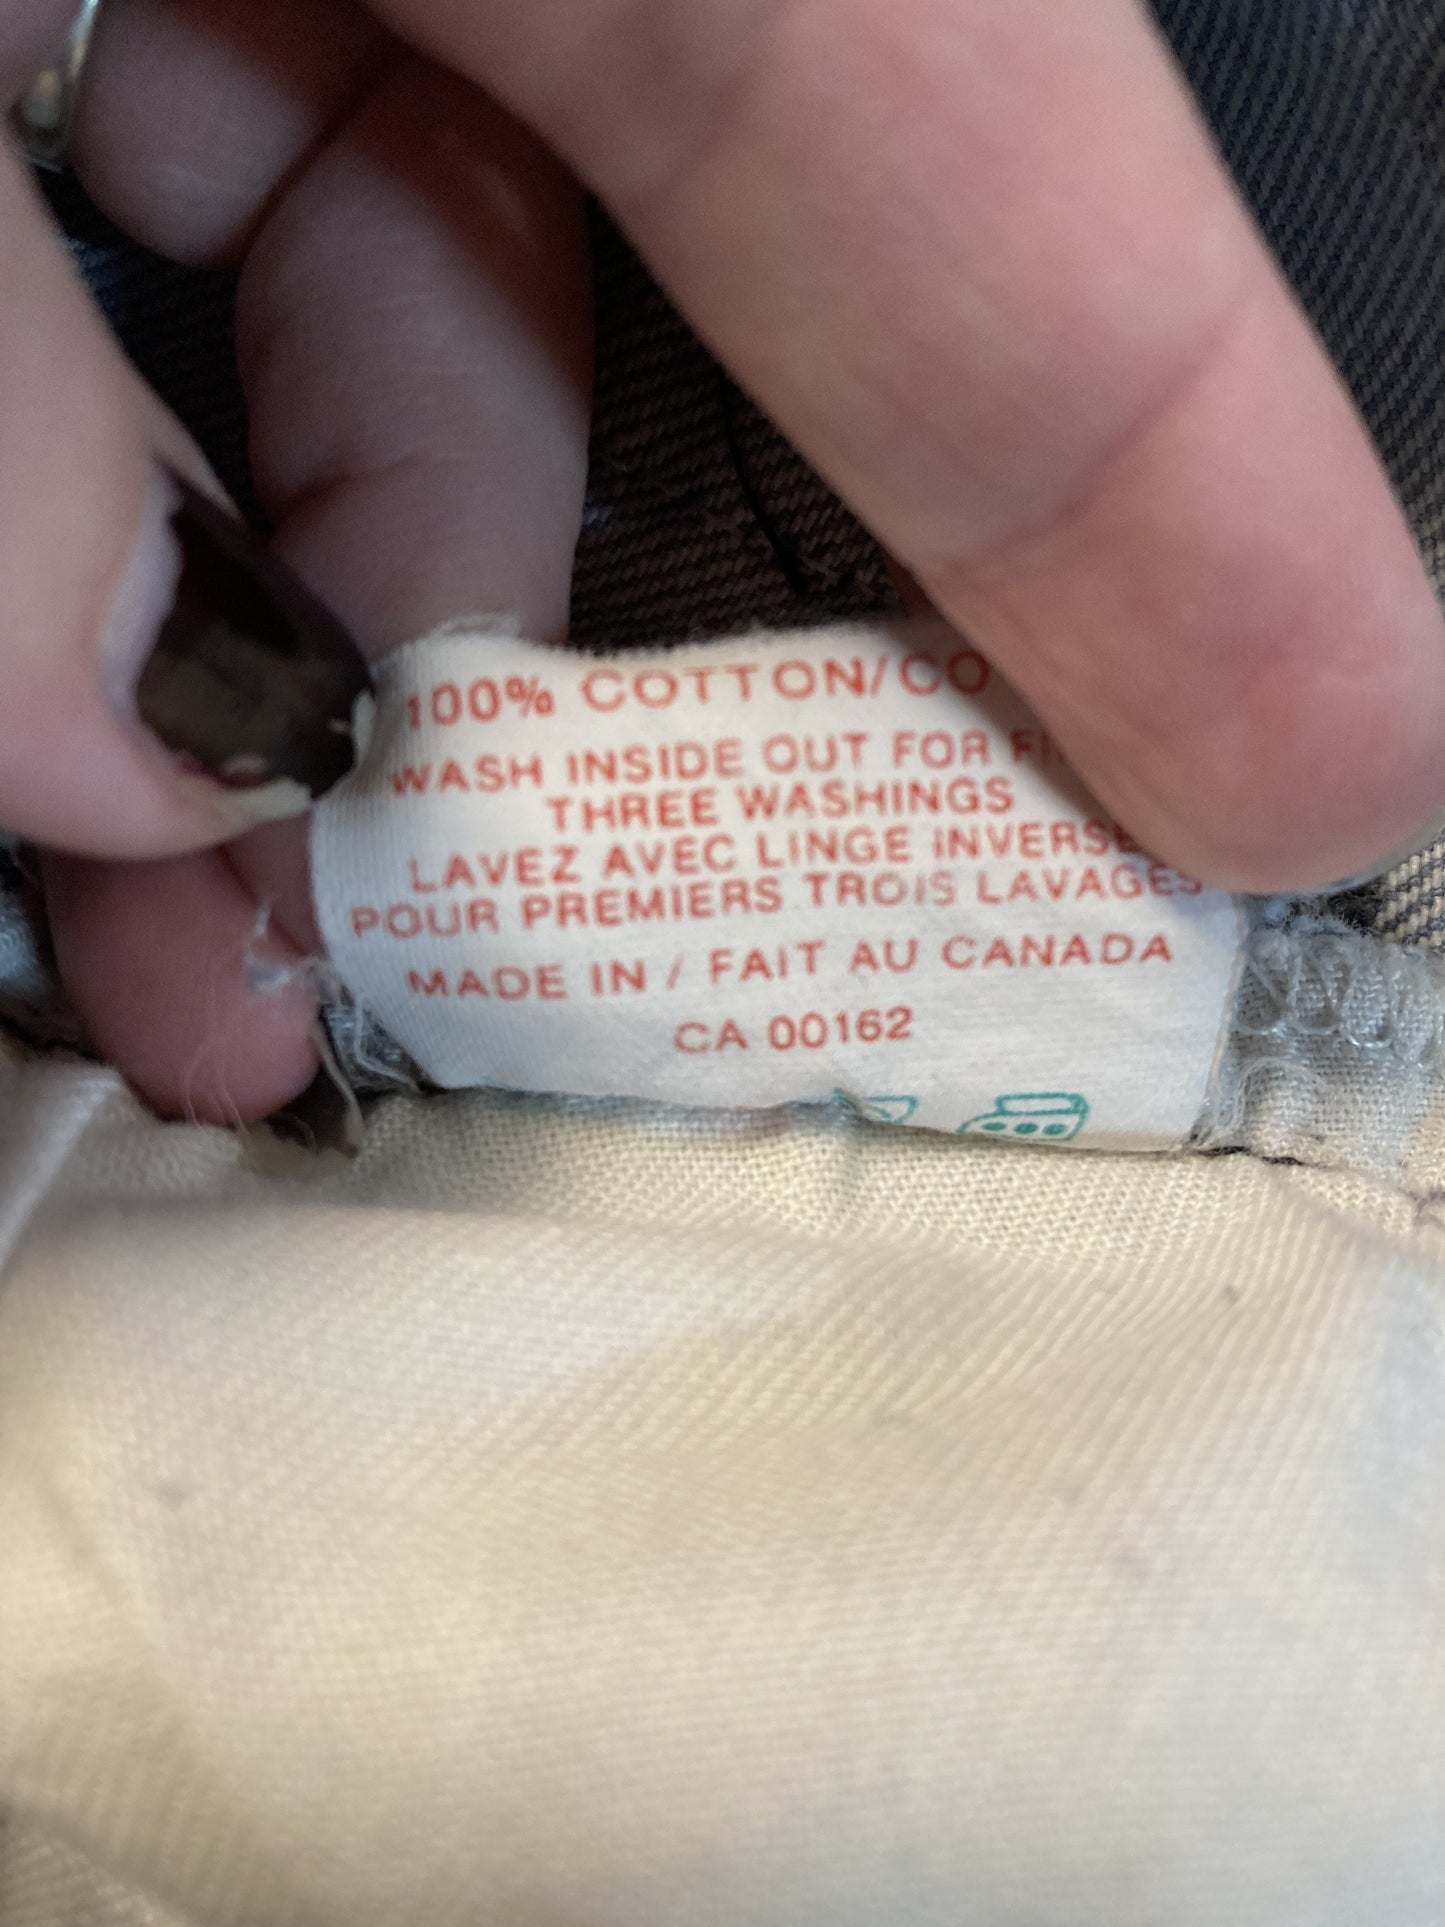 100% COTTON/CO
WASH INSIDE OUT FOR
THREE WASHINGS
LAVEZ AVEC LINGE INVERSE
POUR PREMIERS TROIS LAVAGES
MADE IN / FAIT AU CANADA
CA 00162